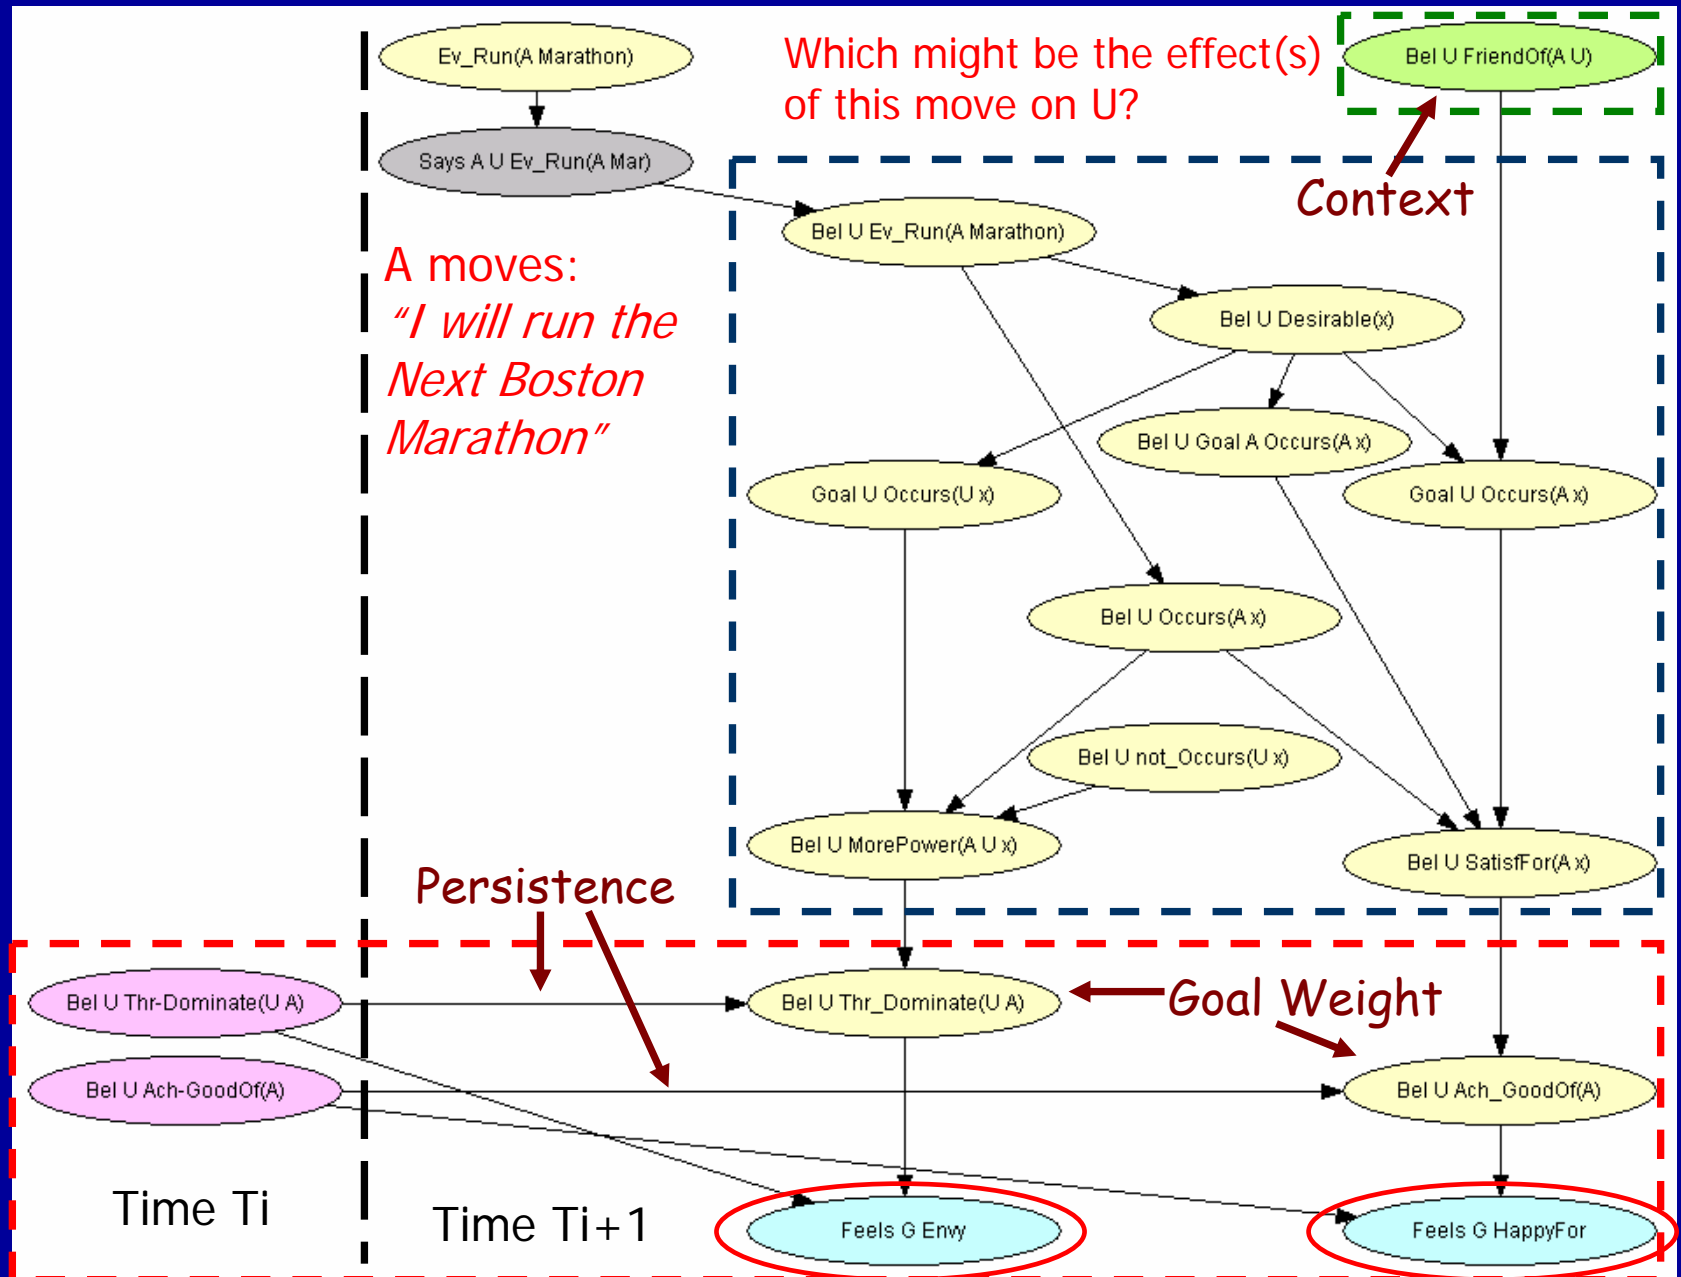 Ev_Run(A Marathon)
Which might be the effect(s)
of this move on U?
Bel U FriendOf(A U)
Says A U Ev_Run(A Mar)
Context
Bel U Ev_Run(A Marathon)
A moves:
“I will run the
Next Boston
Marathon”
Bel U Desirable(x)
Bel U Goal A Occurs(A x)
Goal U Occurs(U x)
Goal U Occurs(A x)
Bel U Occurs(A x)
Bel U not_Occurs(U x)
Bel U MorePower(A U x)
Bel U SatisfFor(A x)
Persistence
Bel U Thr-Dominate(U A)
Bel U Thr_Dominate(U A)
Goal Weight
Bel U Ach-GoodOf(A)
Bel U Ach_GoodOf(A)
Time Ti
Time Ti+1
Feels G Envy
Feels G HappyFor